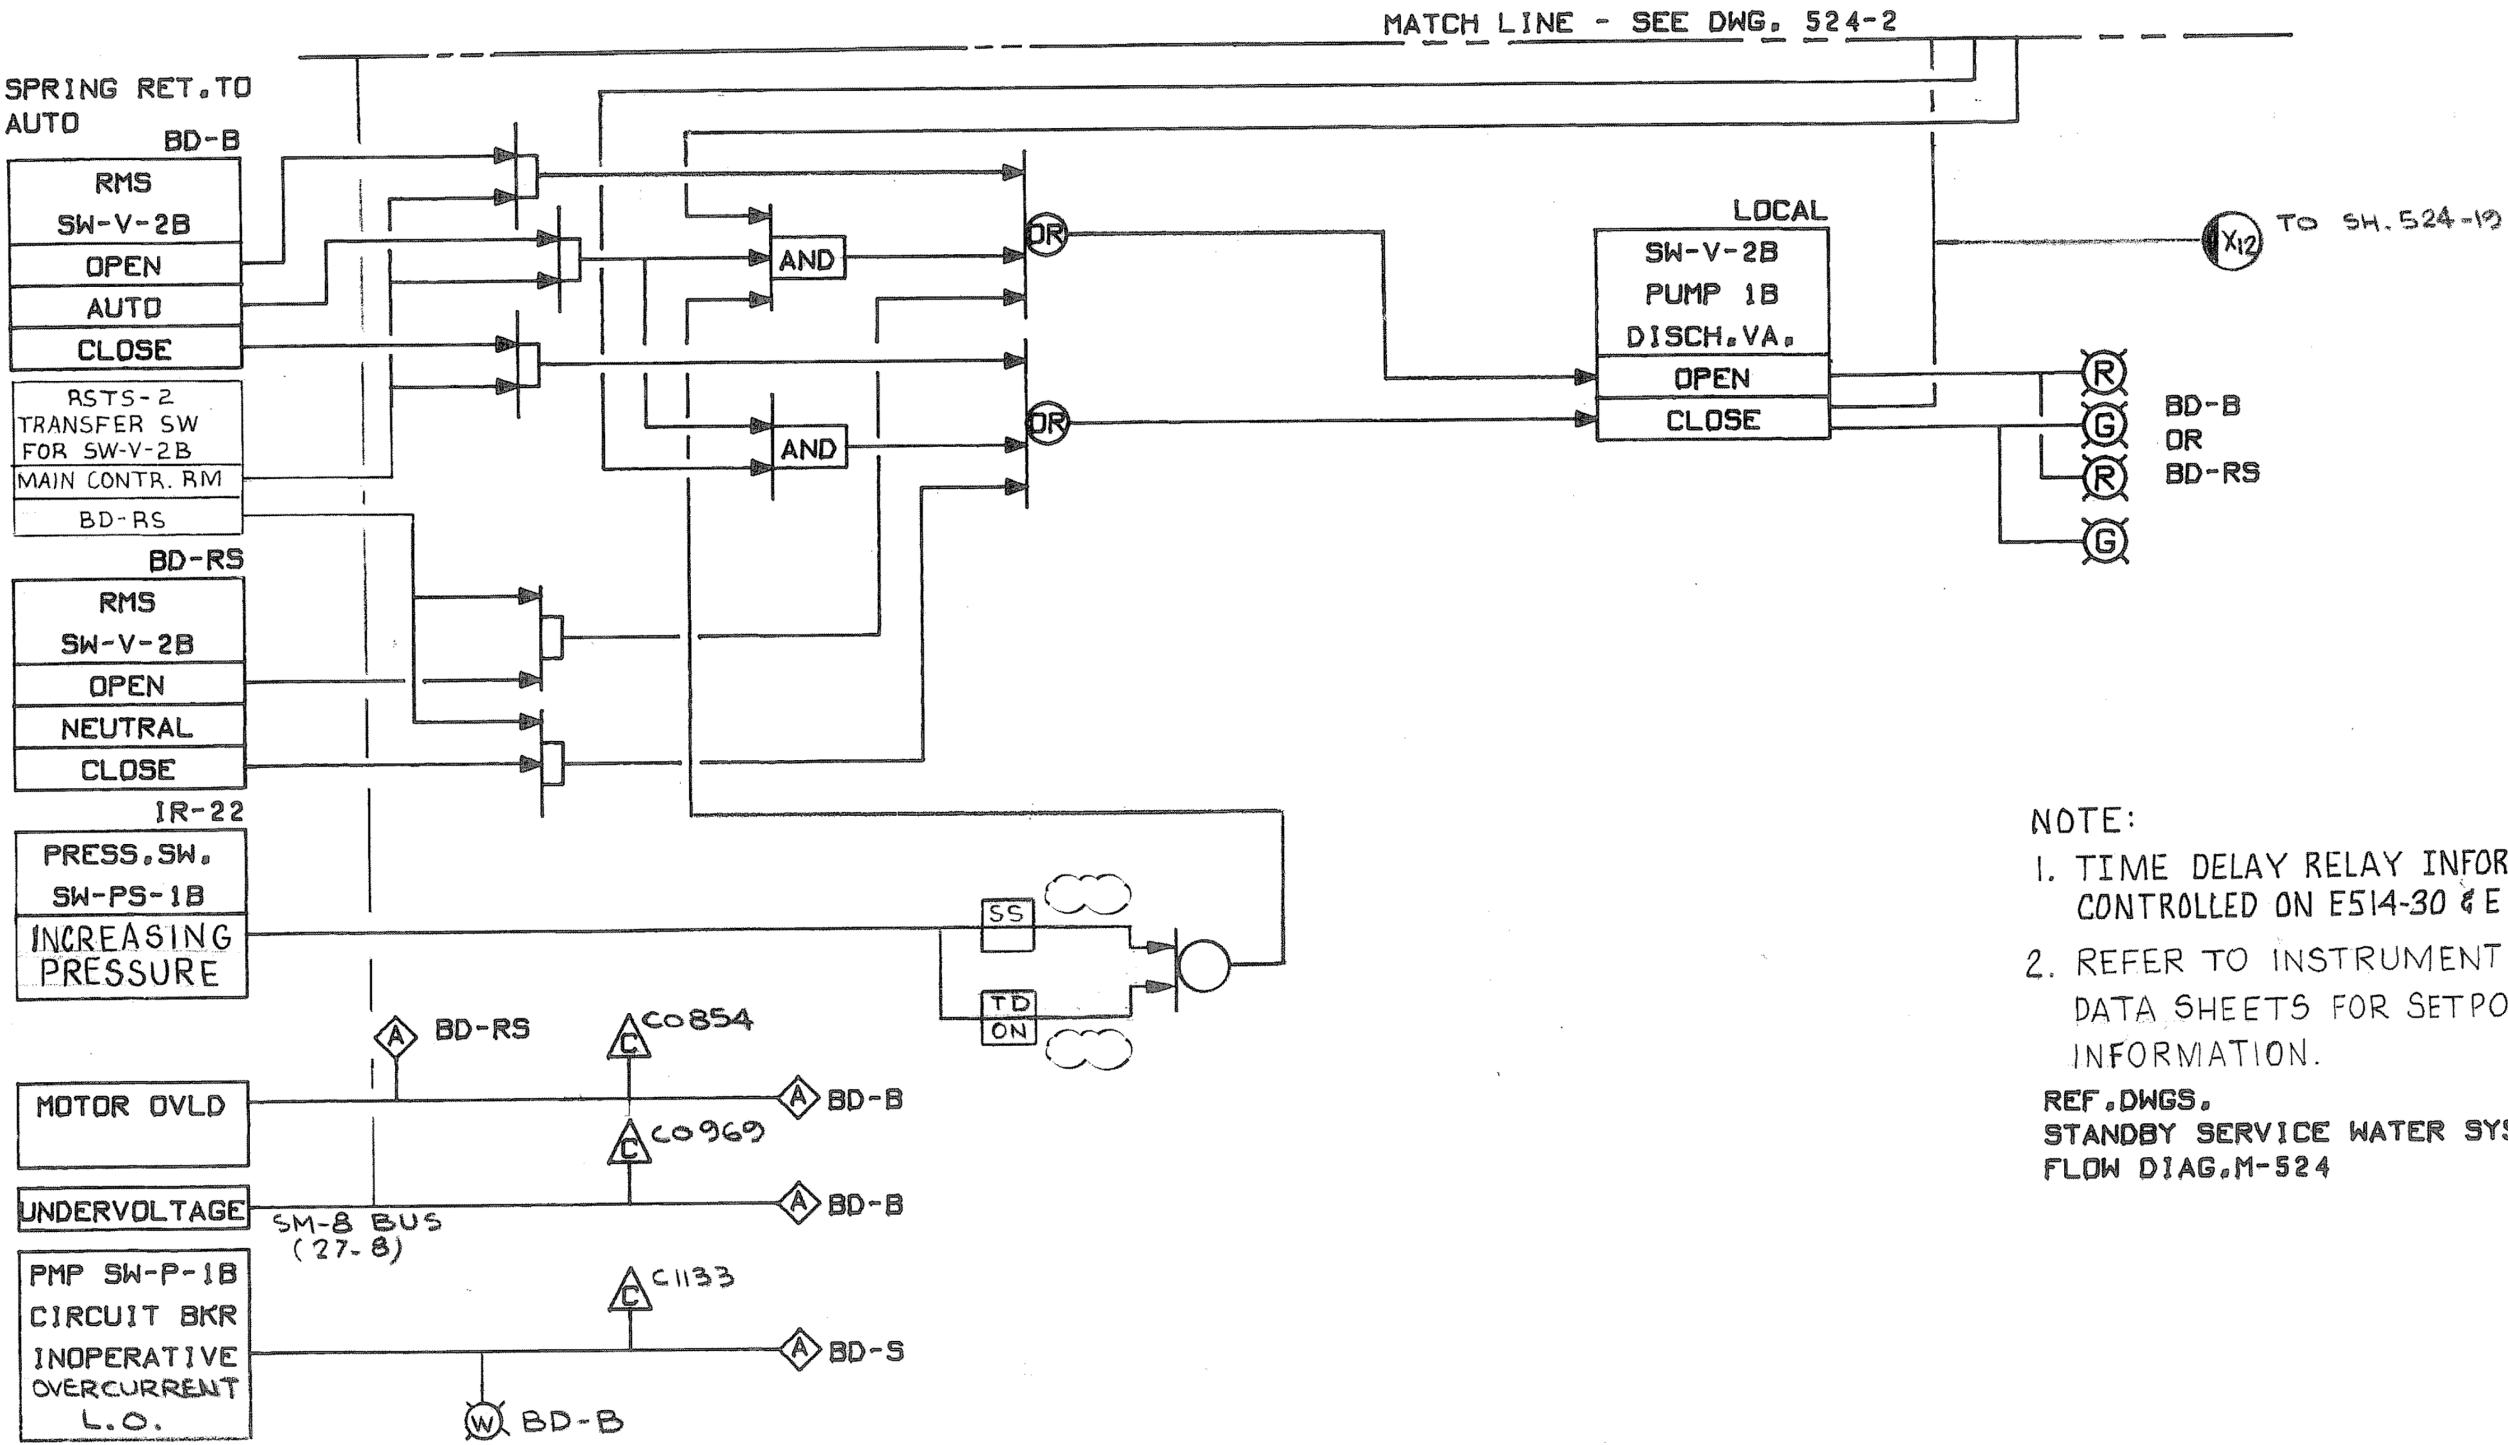 MATCH LINE - SEE DWG. 524-2
SPRING RET. TO
AUTO
BD-B
RMS
SW-V-2B
OPEN
AUTO
CLOSE
RSTS-2
TRANSFER SW
FOR SW-V-2B
MAIN CONTR. RM
BD-RS
BD-RS
RMS
SW-V-2B
OPEN
NEUTRAL
CLOSE
IR-22
PRESS. SW.
SW-PS-1B
INCREASING
PRESSURE
MOTOR OVLD
UNDERVOLTAGE
SM-8 BUS
(27-8)
PMP SW-P-1B
CIRCUIT BKR
INOPERATIVE
OVERCURRENT
L.O.
AND
OR
AND
OR
LOCAL
SW-V-2B
PUMP 1B
DISCH. VA.
OPEN
CLOSE
X12
TO SH. 524-19
R
G
R
G
BD-B
OR
BD-RS
SS
TD
ON
A
BD-RS
C
C0854
A
BD-B
C
C0969
A
BD-B
C
C1133
A
BD-S
W
BD-B
NOTE:
1. TIME DELAY RELAY INFOR
CONTROLLED ON E514-30 & E
2. REFER TO INSTRUMENT
DATA SHEETS FOR SETPO
INFORMATION.
REF. DWGS.
STANDBY SERVICE WATER SYS
FLOW DIAG. M-524